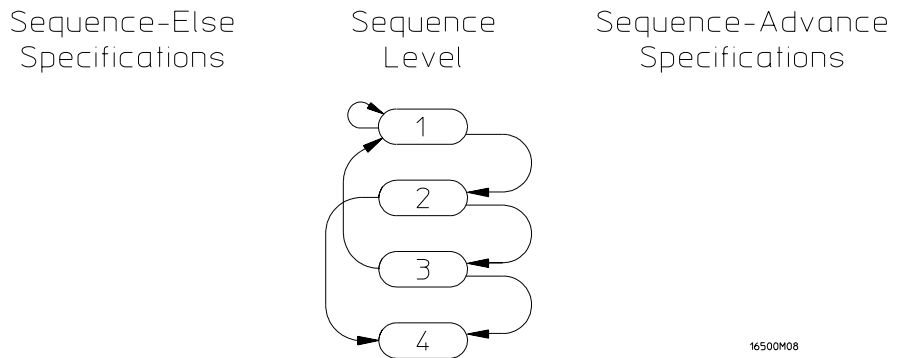 Sequence-Else
Specifications
Sequence
Level
Sequence-Advance
Specifications
1
2
3
4
16500M08